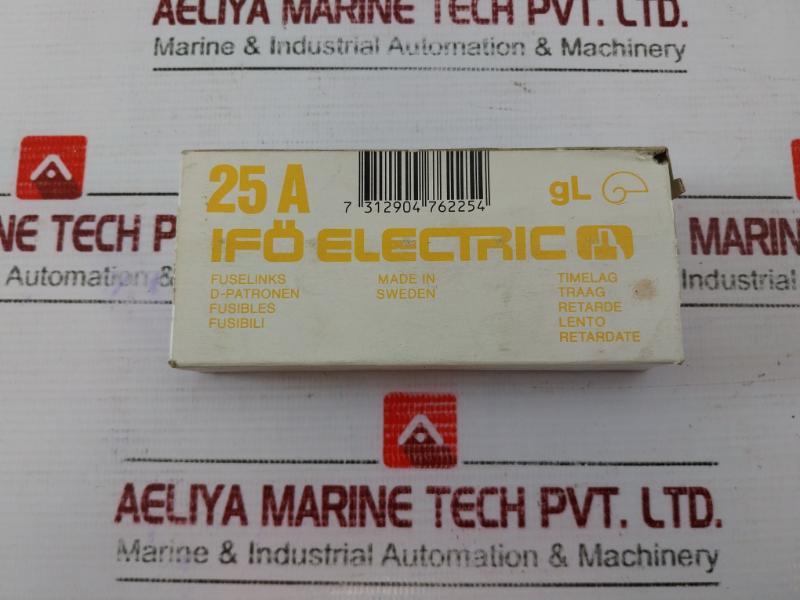 AELIYA MARINE TECH PVT. LTD.
Marine & Industrial Automation & Machinery
NE TECH P
Automation &
MARIN
Industrial Au
25 A
7 312904 762254
gL
IFÖ ELECTRIC
FUSELINKS
D-PATRONEN
FUSIBLES
FUSIBILI
MADE IN
SWEDEN
TIMELAG
TRAAG
RETARDE
LENTO
RETARDATE
AELIYA MARINE TECH PVT. LTD.
Marine & Industrial Automation & Machinery